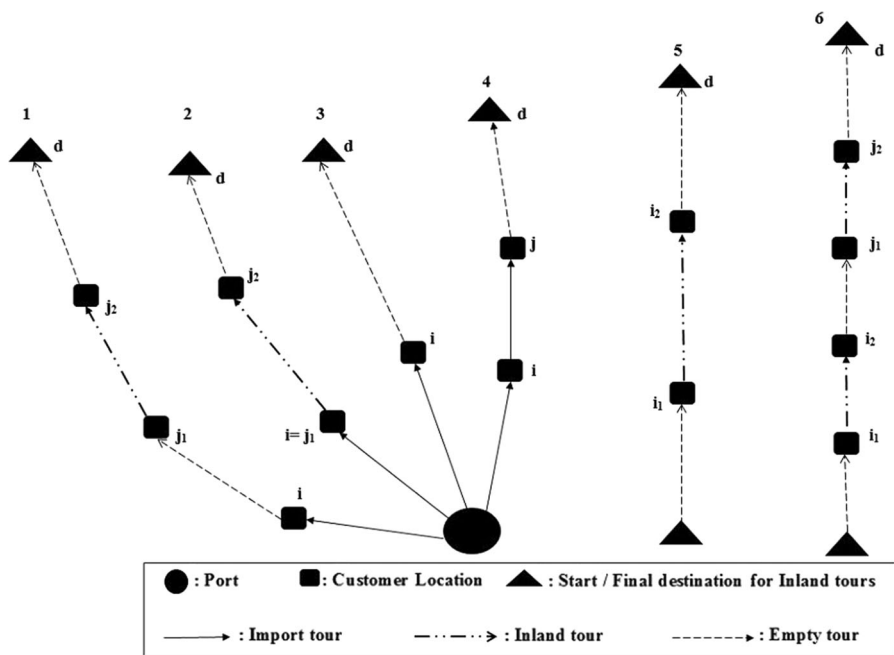 6
d
5
4
d
d
1
2
3
d
d
d
j₂
i₂
j
j₁
j₂
j₂
i
i₂
i
i₁
i= j₁
j₁
i₁
i
: Port
: Customer Location
: Start / Final destination for Inland tours
: Import tour
: Inland tour
: Empty tour